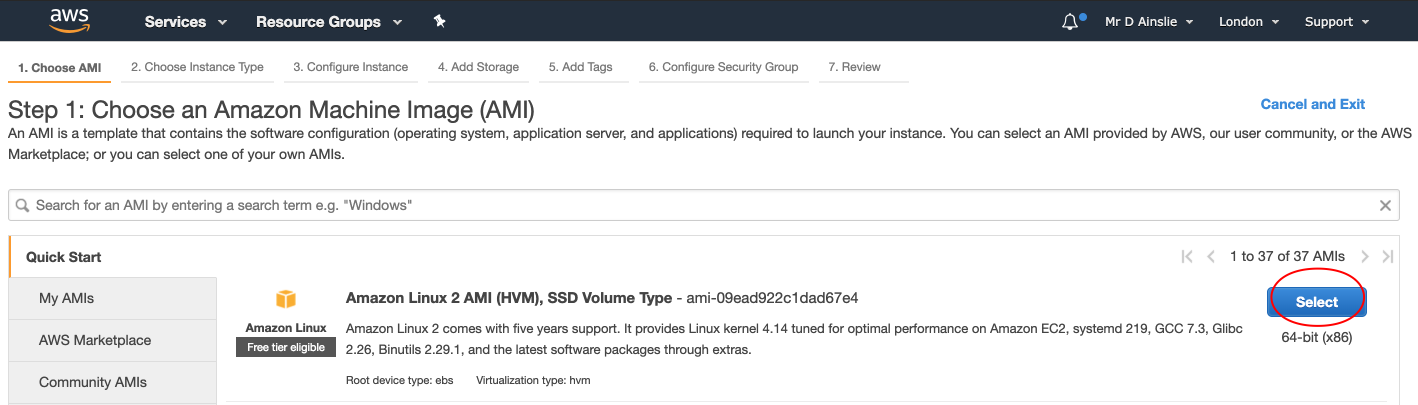 aws Services Resource Groups Mr D Ainslie London Support
1. Choose AMI 2. Choose Instance Type 3. Configure Instance 4. Add Storage 5. Add Tags 6. Configure Security Group 7. Review
Step 1: Choose an Amazon Machine Image (AMI)
Cancel and Exit
An AMI is a template that contains the software configuration (operating system, application server, and applications) required to launch your instance. You can select an AMI provided by AWS, our user community, or the AWS
Marketplace; or you can select one of your own AMIs.
Search for an AMI by entering a search term e.g. "Windows"
Quick Start
My AMIs
AWS Marketplace
Community AMIs
1 to 37 of 37 AMIs
Amazon Linux
Free tier eligible
Amazon Linux 2 AMI (HVM), SSD Volume Type - ami-09ead922c1dad67e4
Amazon Linux 2 comes with five years support. It provides Linux kernel 4.14 tuned for optimal performance on Amazon EC2, systemd 219, GCC 7.3, Glibc
2.26, Binutils 2.29.1, and the latest software packages through extras.
Root device type: ebs Virtualization type: hvm
Select
64-bit (x86)